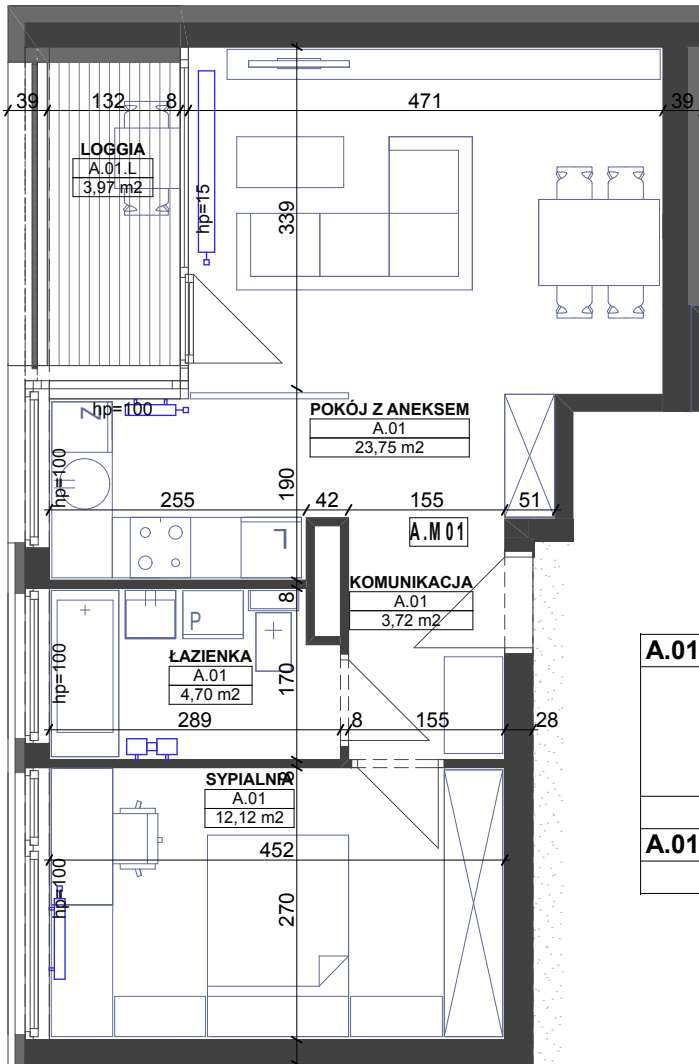 39
132
8
471
39
LOGGIA
A.01.L
3,97 m2
hp=15
339
hp=100
Z
POKÓJ Z ANEKSEM
A.01
23,75 m2
hp=100
255
190
42
155
51
A.M 01
L
KOMUNIKACJA
A.01
3,72 m2
8
P
ŁAZIENKA
A.01
4,70 m2
hp=100
170
289
8
155
28
A.01
SYPIALNIA
8
A.01
12,12 m2
A.01
452
hp=100
270